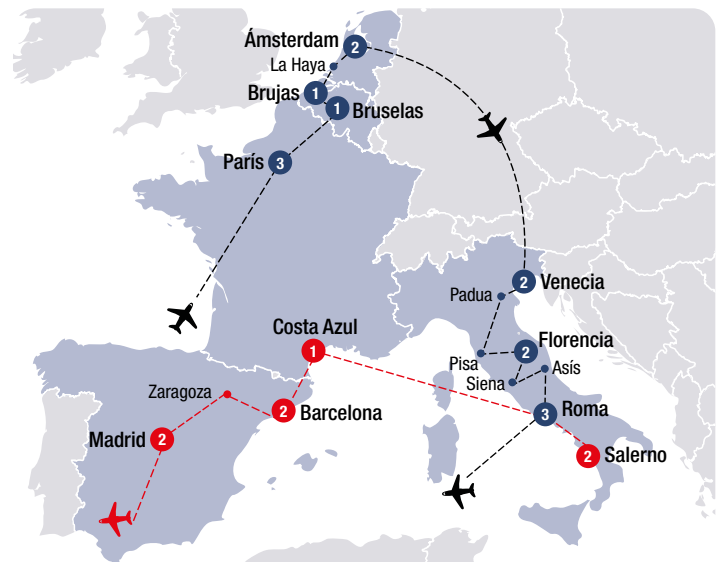 Ámsterdam
2
La Haya
Brujas
1
1
Bruselas
París
3
2
Venecia
Padua
Costa Azul
1
2
Florencia
Pisa
Asís
Siena
Zaragoza
2
Barcelona
3
Roma
Madrid
2
2
Salerno